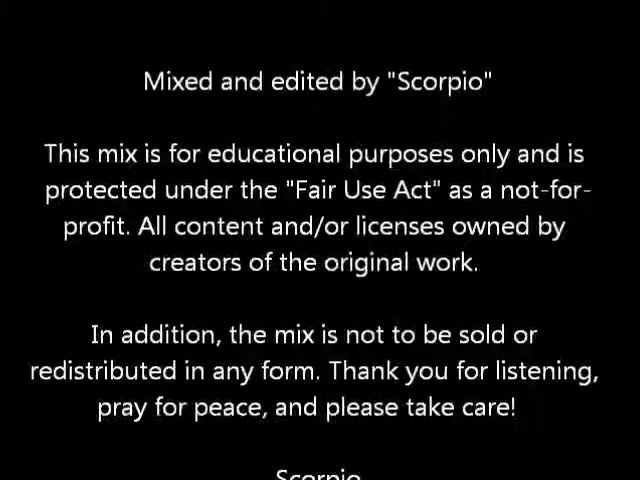 Mixed and edited by "Scorpio"
This mix is for educational purposes only and is
protected under the "Fair Use Act" as a not-for-
profit. All content and/or licenses owned by
creators of the original work.
In addition, the mix is not to be sold or
redistributed in any form. Thank you for listening,
pray for peace, and please take care!
Scorpio